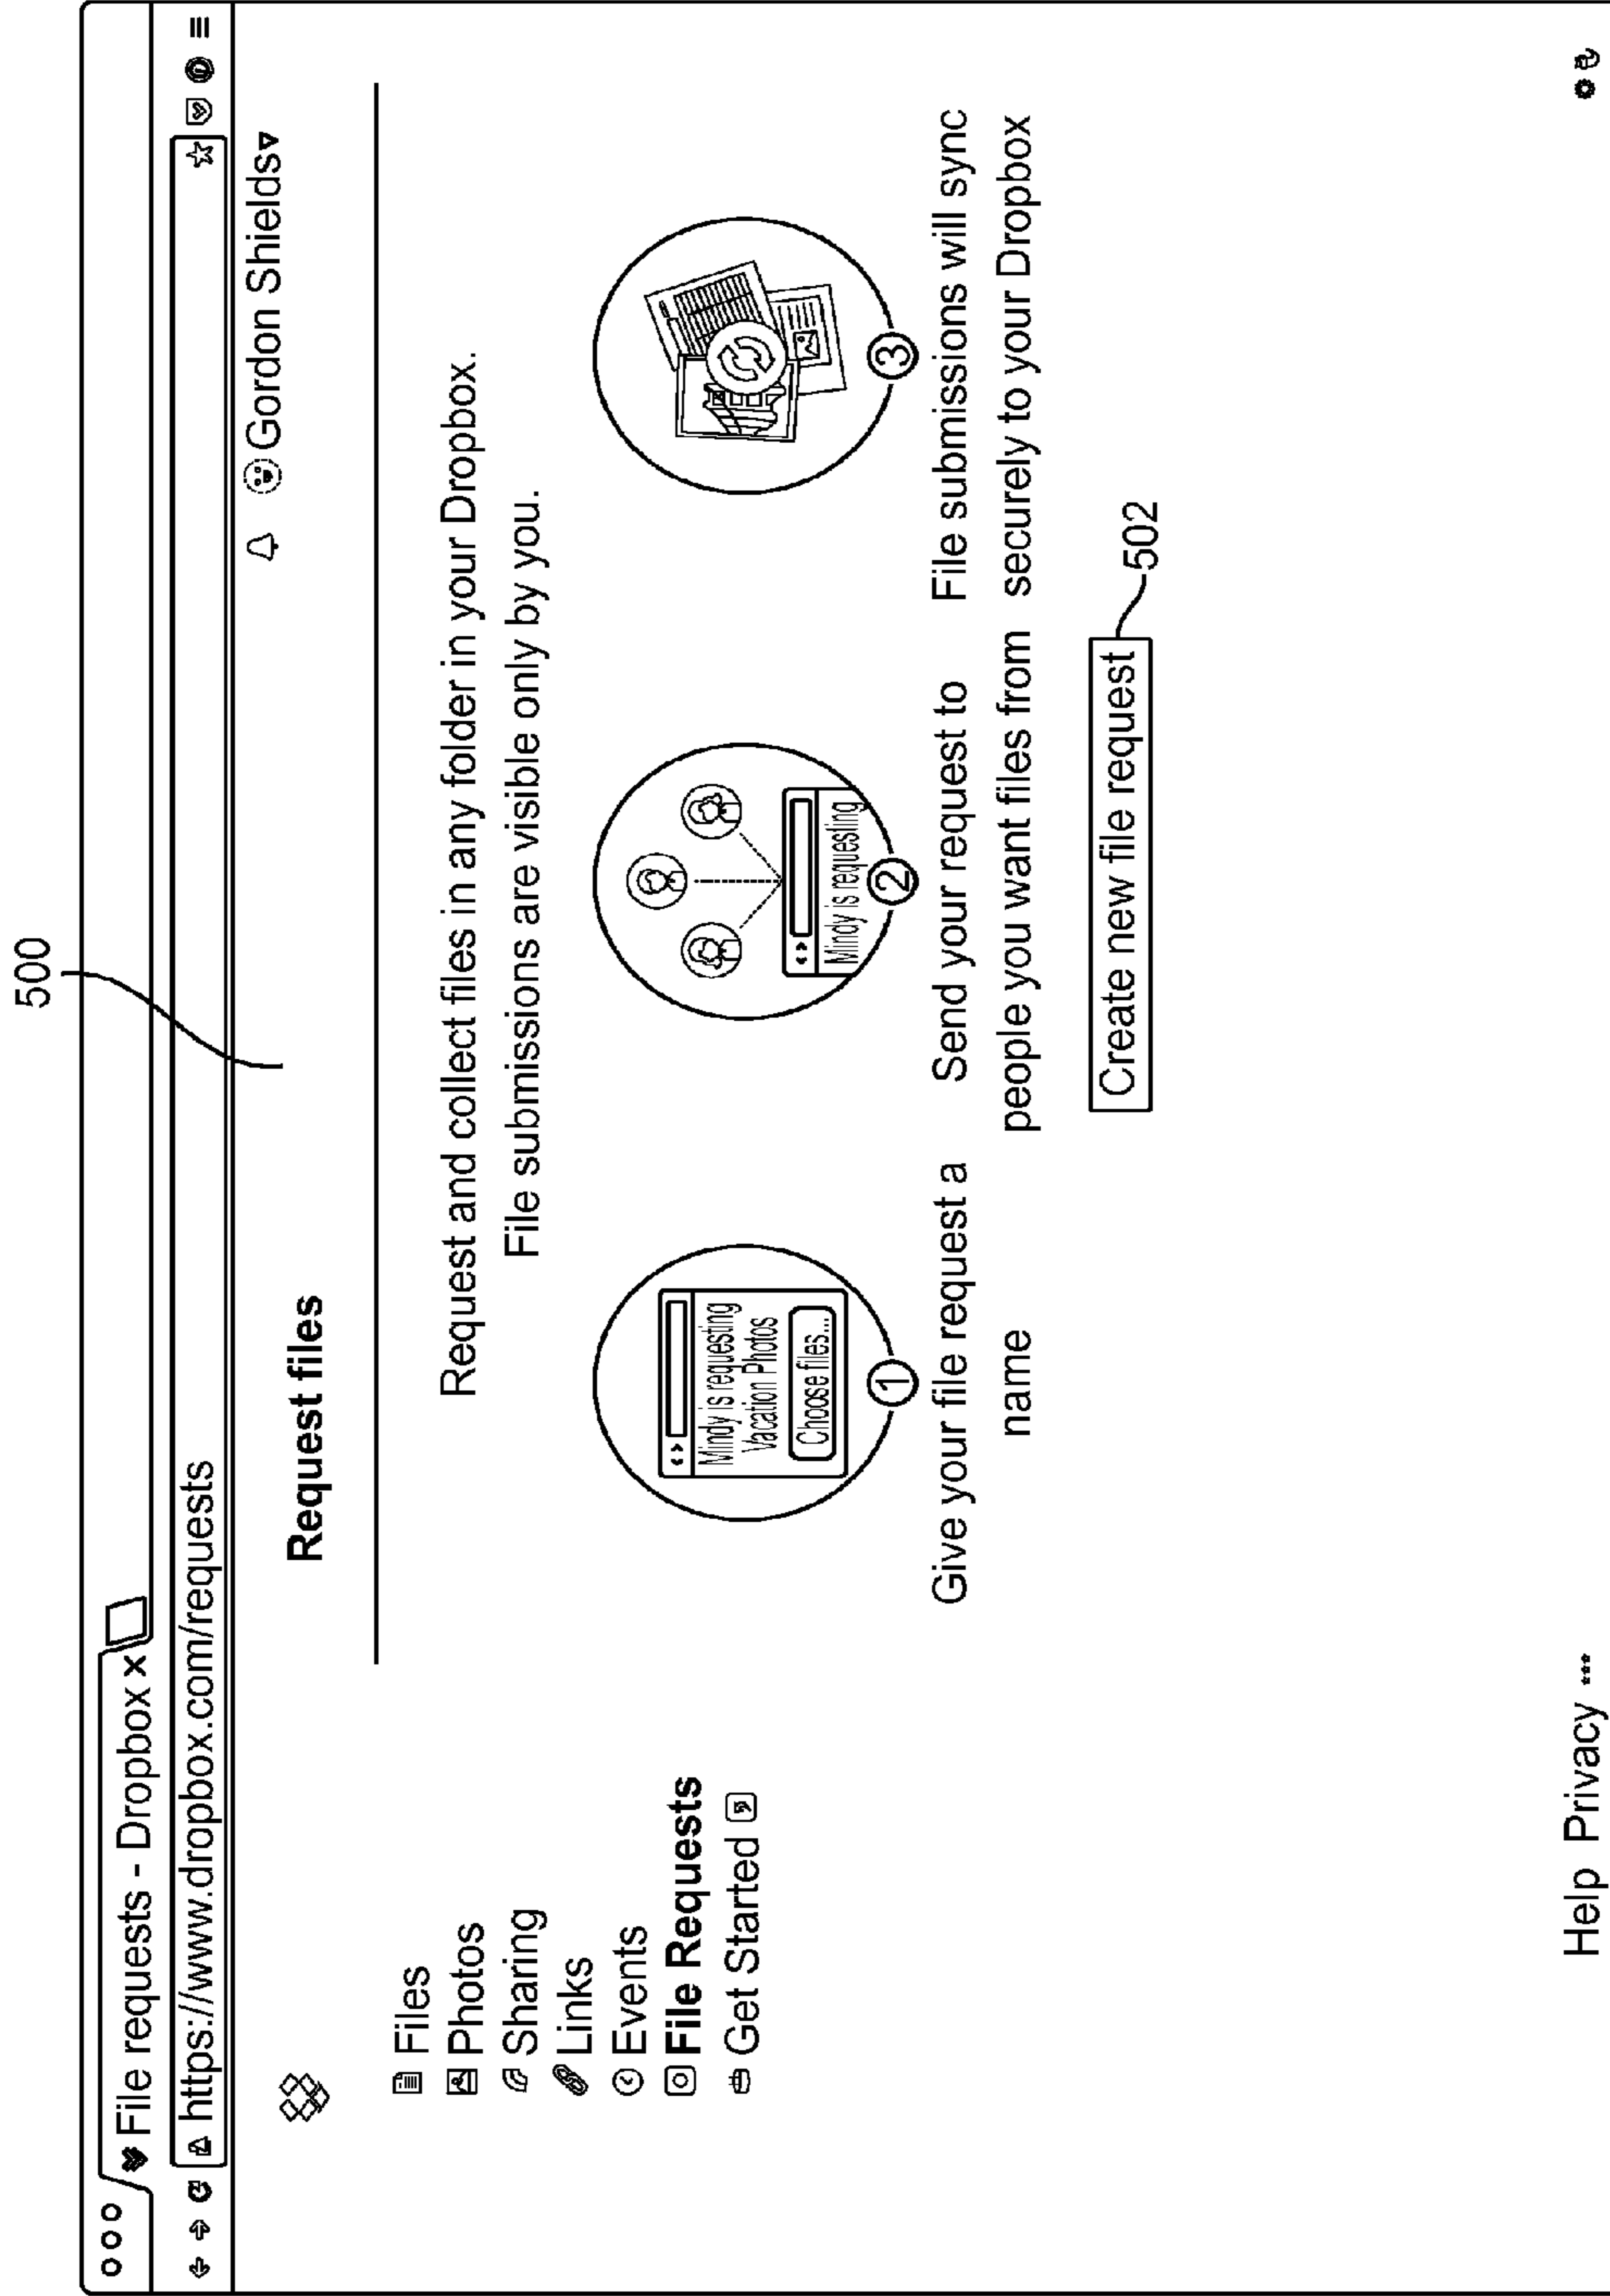 500
File requests - Dropbox x
https://www.dropbox.com/requests
Gordon Shields
Request files
Files
Photos
Sharing
Links
Events
File Requests
Get Started
Request and collect files in any folder in your Dropbox.
File submissions are visible only by you.
Mindy is requesting
Vacation Photos
Choose files...
1
Give your file request a
name
Mindy is requesting
2
Send your request to
people you want files from
3
File submissions will sync
securely to your Dropbox
Create new file request
502
Help Privacy ...